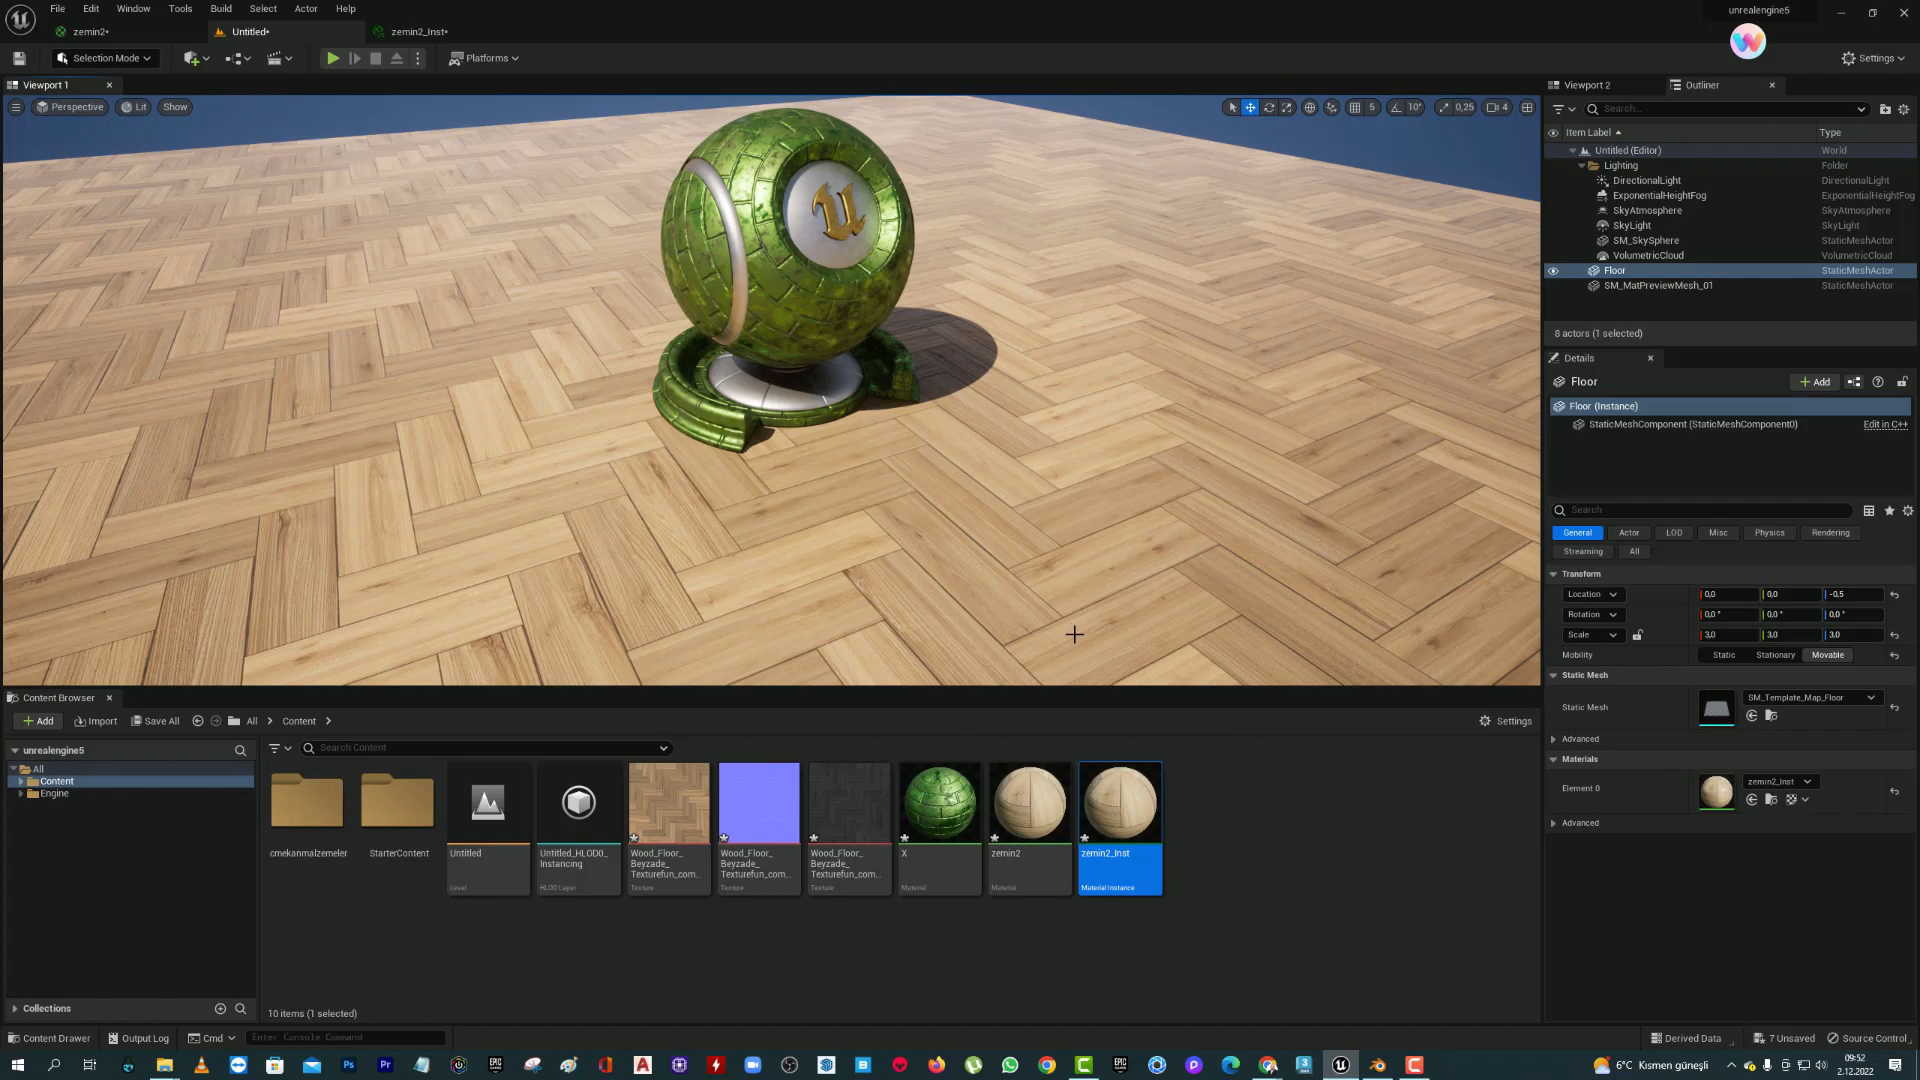 File Edit Window Tools Build Select Actor Help
unrealengine5
zemin2*
Untitled*
zemin2_Inst*
Selection Mode
Platforms
Settings
Viewport 1
Viewport 2
Outliner
Perspective
Lit
Show
5
10°
0,25
4
Search...
Item Label
Type
Untitled (Editor)
World
Lighting
Folder
DirectionalLight
DirectionalLight
ExponentialHeightFog
ExponentialHeightFog
SkyAtmosphere
SkyAtmosphere
SkyLight
SkyLight
SM_SkySphere
StaticMeshActor
VolumetricCloud
VolumetricCloud
Floor
StaticMeshActor
SM_MatPreviewMesh_01
StaticMeshActor
8 actors (1 selected)
Details
Floor
Add
Floor (Instance)
StaticMeshComponent (StaticMeshComponent0)
Edit in C++
Search
General
Actor
LOD
Misc
Physics
Rendering
Streaming
All
Transform
Location
0,0
0,0
-0,5
Rotation
0,0 °
0,0 °
0,0 °
Scale
3,0
3,0
3,0
Mobility
Static
Stationary
Movable
Static Mesh
Static Mesh
SM_Template_Map_Floor
Advanced
Materials
Element 0
zemin2_Inst
Advanced
Content Browser
Add
Import
Save All
All
Content
Settings
unrealengine5
Search Content
All
Content
Engine
cmekanmalzemeler
StarterContent
Untitled
Level
Untitled_HLOD0_
Instancing
HLOD Layer
Wood_Floor_
Beyzade_
Texturefun_com...
Texture
Wood_Floor_
Beyzade_
Texturefun_com...
Texture
Wood_Floor_
Beyzade_
Texturefun_com...
Texture
X
Material
zemin2
Material
zemin2_Inst
Material Instance
Collections
10 items (1 selected)
Content Drawer
Output Log
Cmd
Enter Console Command
Derived Data
7 Unsaved
Source Control
6°C Kısmen güneşli
09:52
2.12.2022